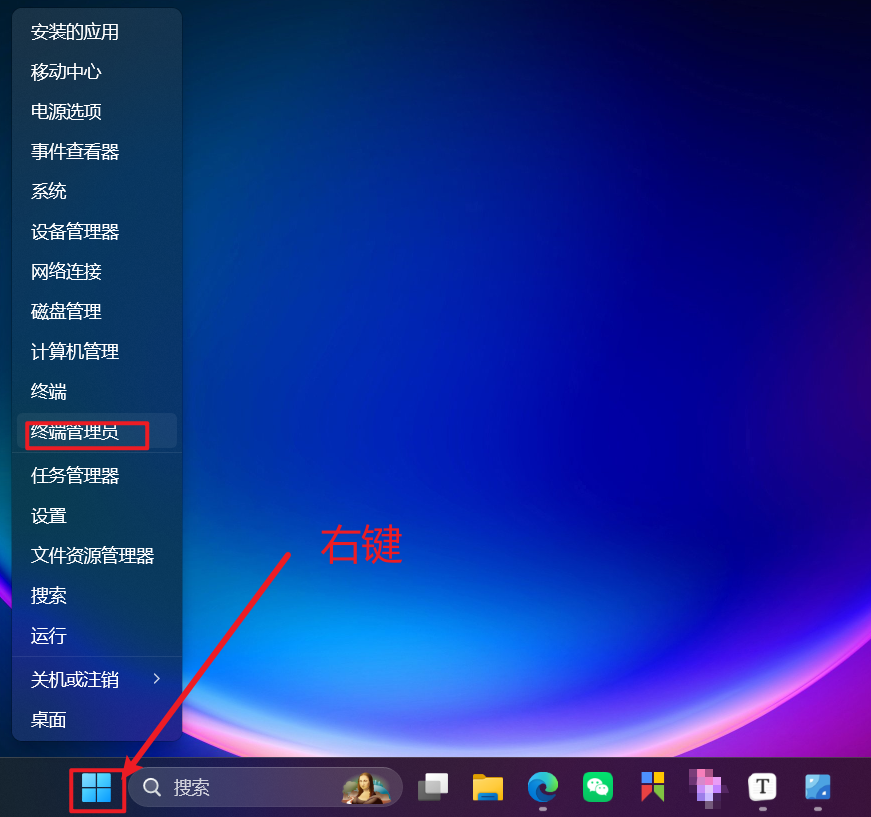 安装的应用
移动中心
电源选项
事件查看器
系统
设备管理器
网络连接
磁盘管理
计算机管理
终端
终端管理员
任务管理器
设置
文件资源管理器
搜索
运行
关机或注销
桌面
右键
搜索
T